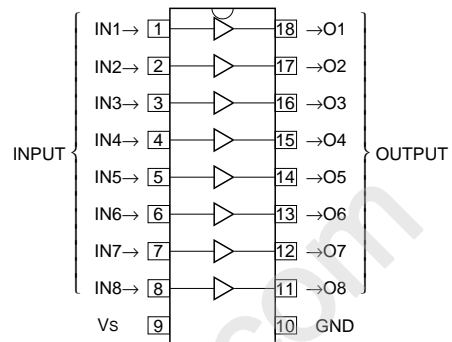 IN1→ 1 18 →O1
IN2→ 2 17 →O2
IN3→ 3 16 →O3
IN4→ 4 15 →O4
INPUT OUTPUT
IN5→ 5 14 →O5
IN6→ 6 13 →O6
IN7→ 7 12 →O7
IN8→ 8 11 →O8
Vs 9 10 GND
.com